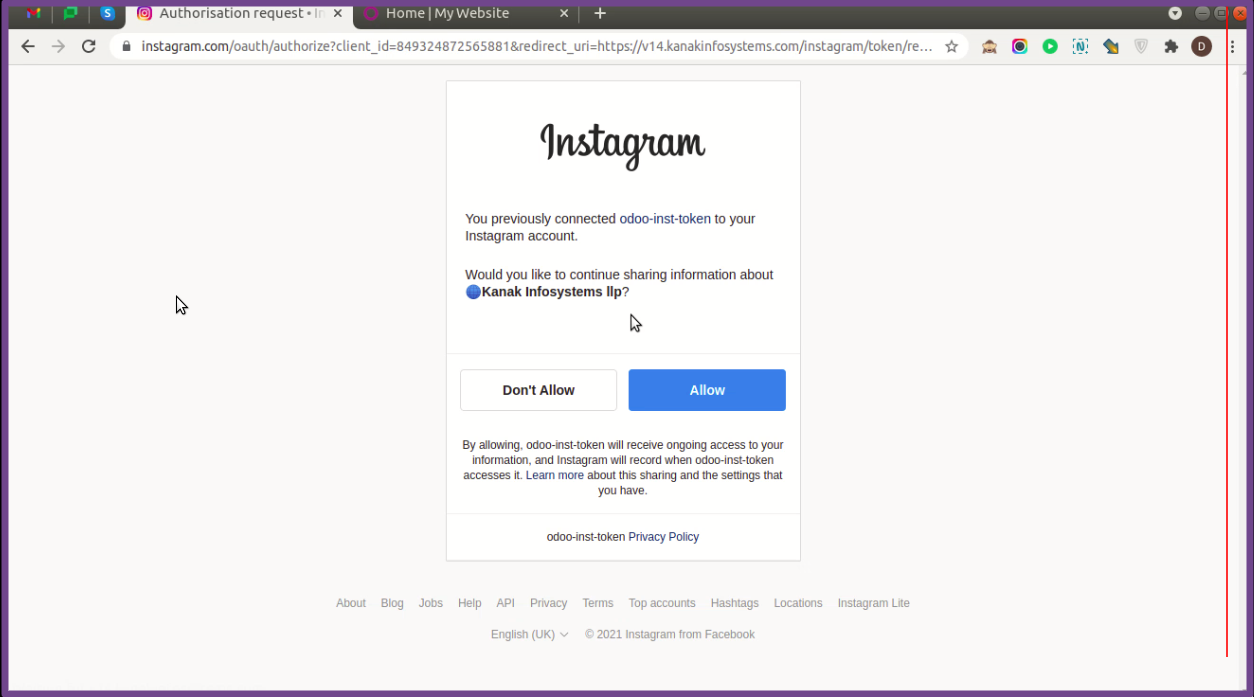 Authorisation request • In
Home | My Website
instagram.com/oauth/authorize?client_id=849324872565881&redirect_uri=https://v14.kanakinfosystems.com/instagram/token/re...
D
Instagram
You previously connected odoo-inst-token to your
Instagram account.
Would you like to continue sharing information about
Kanak Infosystems llp?
Don't Allow
Allow
By allowing, odoo-inst-token will receive ongoing access to your
information, and Instagram will record when odoo-inst-token
accesses it. Learn more about this sharing and the settings that
you have.
odoo-inst-token Privacy Policy
About Blog Jobs Help API Privacy Terms Top accounts Hashtags Locations Instagram Lite
English (UK) © 2021 Instagram from Facebook